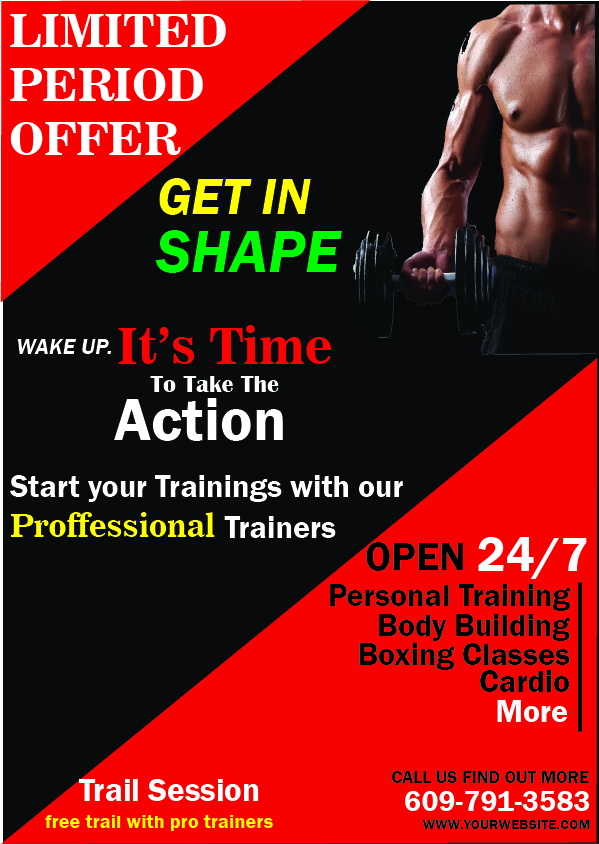 LIMITED
PERIOD
OFFER
GET IN
SHAPE
WAKE UP. It's Time
To Take The
Action
Start your Trainings with our
Proffessional Trainers
OPEN 24/7
Personal Training
Body Building
Boxing Classes
Cardio
More
Trail Session
free trail with pro trainers
CALL US FIND OUT MORE
609-791-3583
WWW.YOURWEBSITE.COM